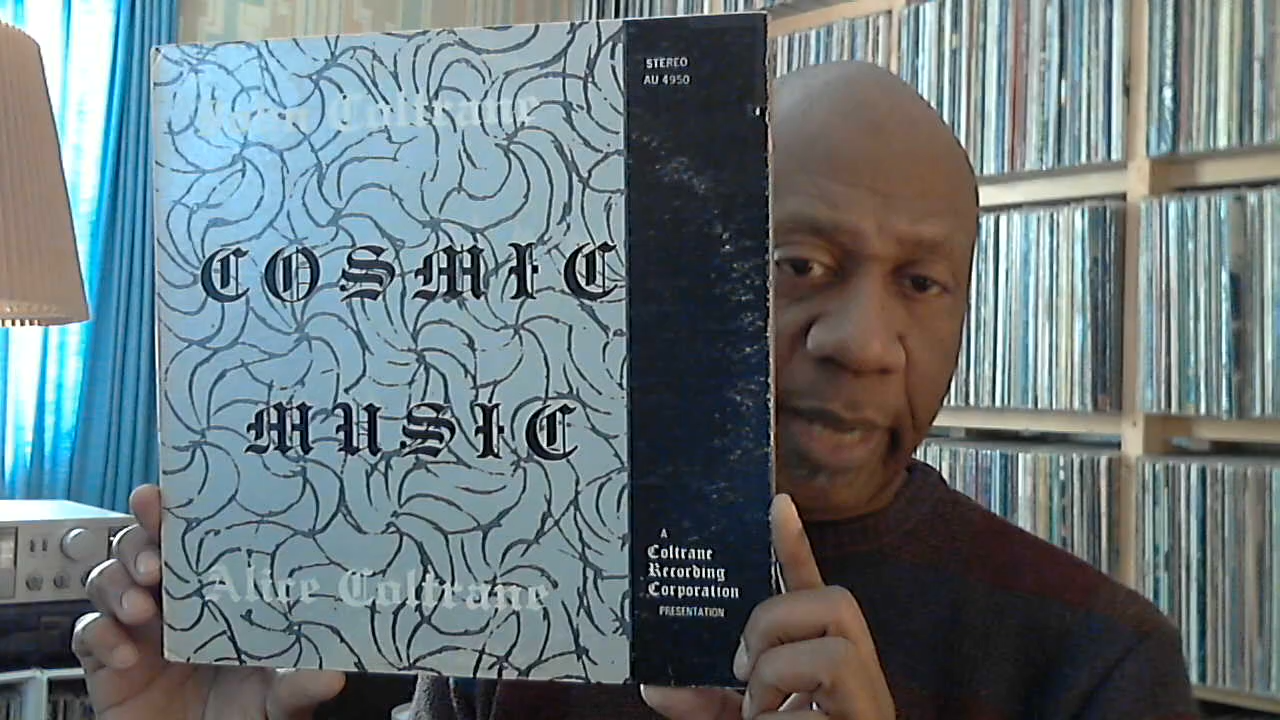 John Coltrane
COSMIC
MUSIC
Alice Coltrane
STEREO
AU 4950
A
Coltrane
Recording
Corporation
PRESENTATION